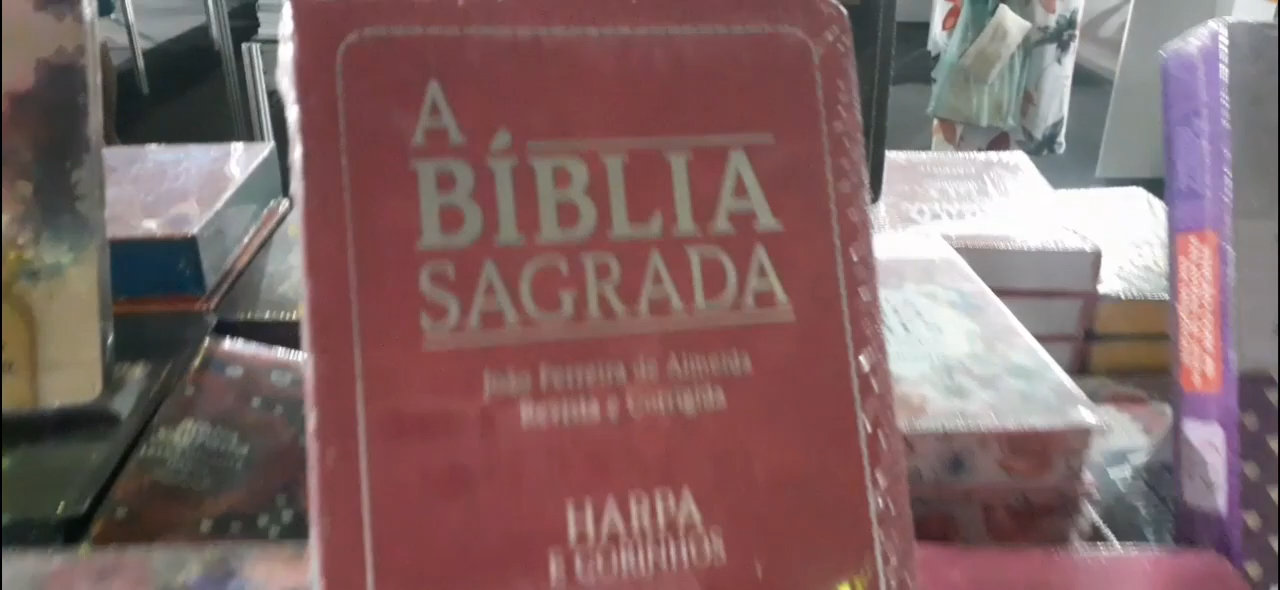 A
BÍBLIA
SAGRADA
João Ferreira de Almeida
Revista e Corrigida
HARPA
E CORINHOS